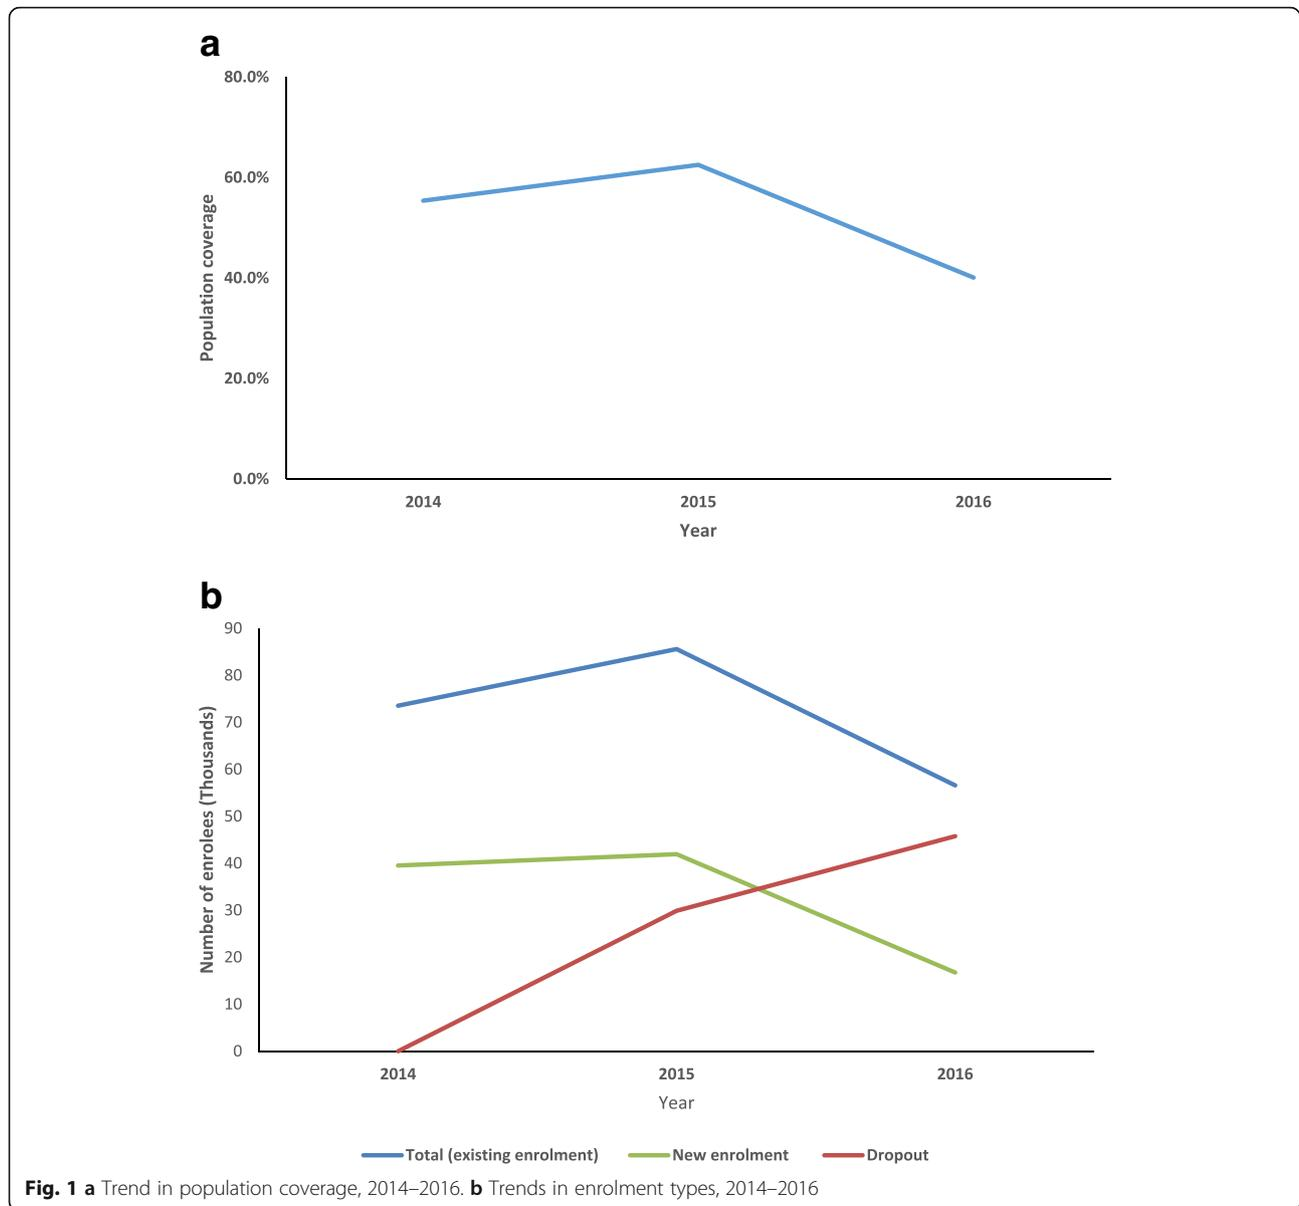 a
80.0%
60.0%
40.0%
20.0%
0.0%
Population coverage
2014 2015 2016
Year
b
90
80
70
60
50
40
30
20
10
0
Number of enrolees (Thousands)
2014 2015 2016
Year
Total (existing enrolment) New enrolment Dropout
Fig. 1 a Trend in population coverage, 2014–2016. b Trends in enrolment types, 2014–2016